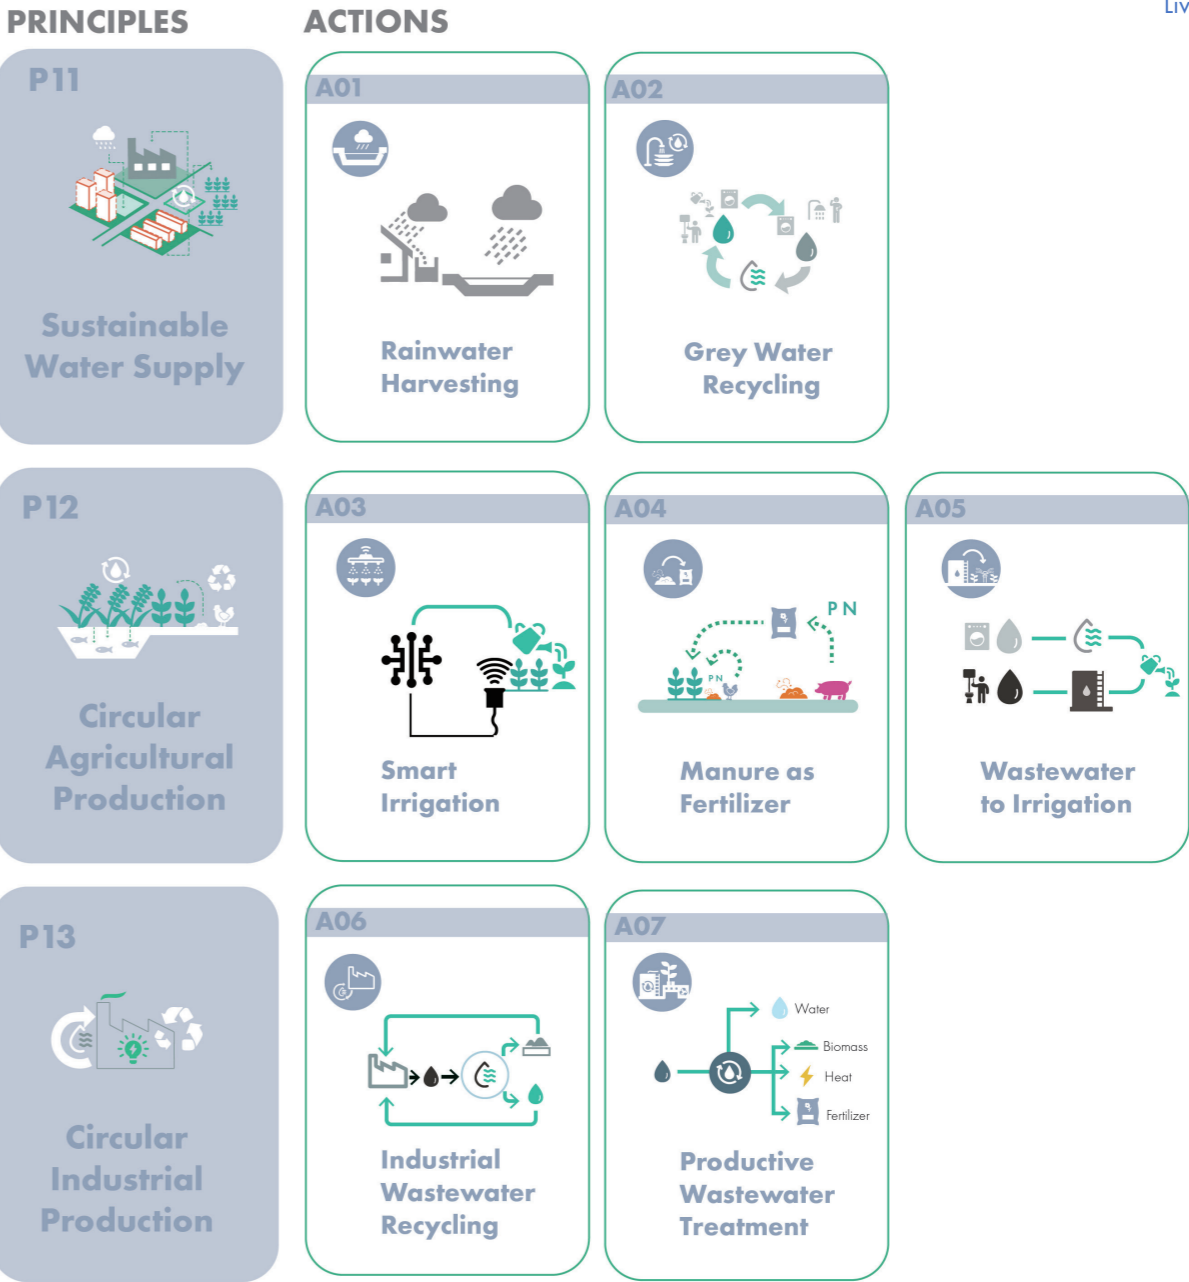 Liv
PRINCIPLES
ACTIONS
P11
Sustainable
Water Supply
A01
Rainwater
Harvesting
A02
Grey Water
Recycling
P12
Circular
Agricultural
Production
A03
Smart
Irrigation
A04
P N
P N
Manure as
Fertilizer
A05
Wastewater
to Irrigation
P13
Circular
Industrial
Production
A06
Industrial
Wastewater
Recycling
A07
Water
Biomass
Heat
Fertilizer
Productive
Wastewater
Treatment